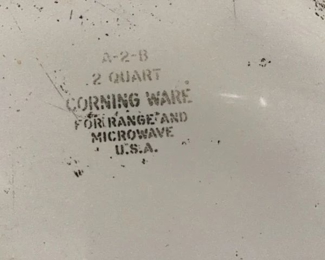 A-2-B
2 QUART
CORNING WARE
FOR RANGE AND
MICROWAVE
U.S.A.